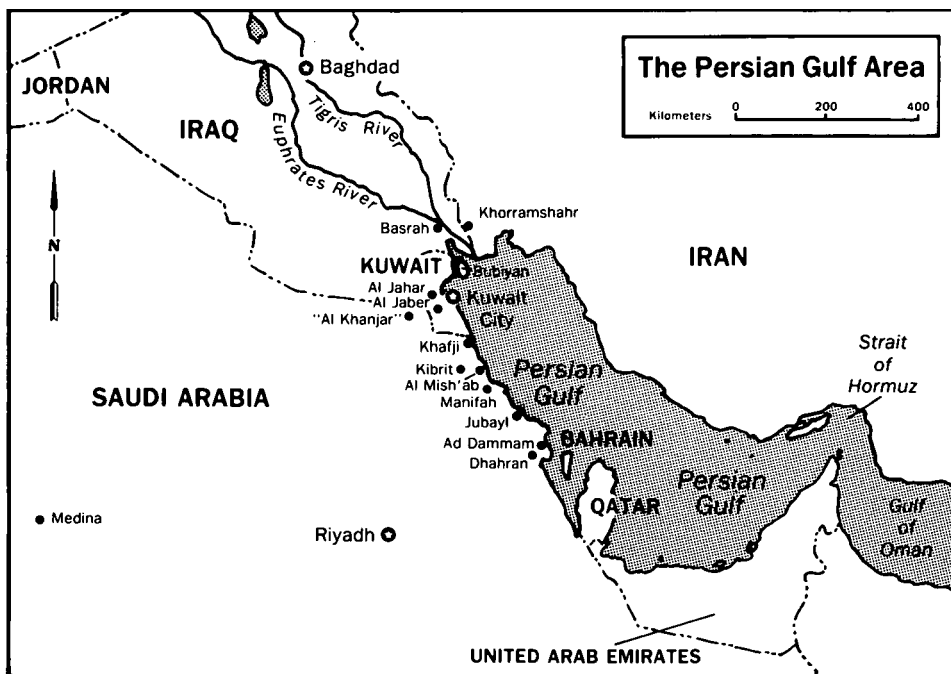 The Persian Gulf Area
Kilometers 0 200 400
JORDAN
Baghdad
IRAQ
Tigris River
Euphrates River
N
Basrah
Khorramshahr
IRAN
KUWAIT
Bubiyan
Al Jahar
Al Jaber
Kuwait
City
"Al Khanjar"
Khafji
Kibrit
Al Mish'ab
Manifah
Jubayl
Ad Dammam
Dhahran
Persian
Gulf
Strait
of
Hormuz
SAUDI ARABIA
BAHRAIN
QATAR
Persian
Gulf
Gulf
of
Oman
Medina
Riyadh
UNITED ARAB EMIRATES